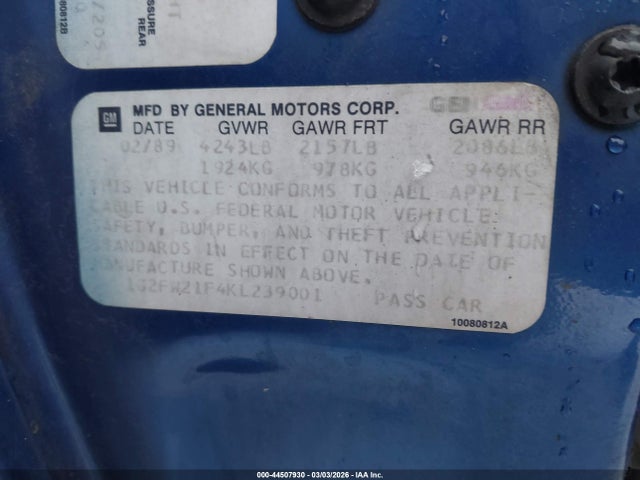 /205
SSURE
REAR
60812B
GM
MFD BY GENERAL MOTORS CORP.
DATE GVWR GAWR FRT GAWR RR
02/89 4243LB 2157LB 2086LB
1924KG 978KG 946KG
THIS VEHICLE CONFORMS TO ALL APPLI-
CABLE U.S. FEDERAL MOTOR VEHICLE
SAFETY, BUMPER, AND THEFT PREVENTION
STANDARDS IN EFFECT ON THE DATE OF
MANUFACTURE SHOWN ABOVE.
1G2FW21F4KL239001 PASS CAR
10080812A
000-44507930 - 03/03/2026 - IAA Inc.